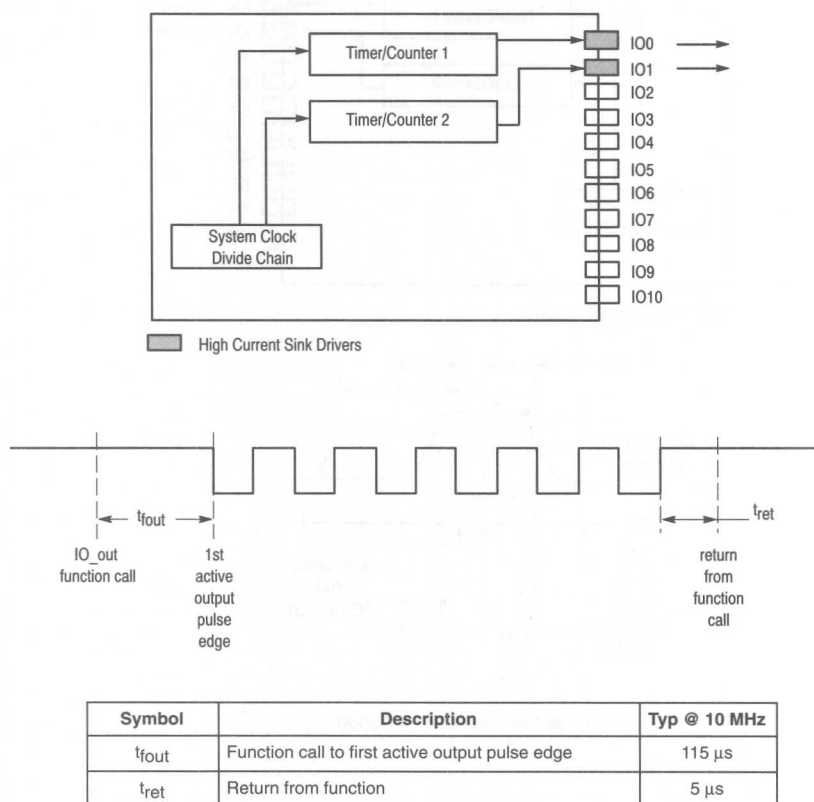 Timer/Counter 1
Timer/Counter 2
System Clock
Divide Chain
IO0
IO1
IO2
IO3
IO4
IO5
IO6
IO7
IO8
IO9
IO10
High Current Sink Drivers
tfout
tret
IO_out
function call
1st
active
output
pulse
edge
return
from
function
call
Symbol Description Typ @ 10 MHz
tfout Function call to first active output pulse edge 115 µs
tret Return from function 5 µs